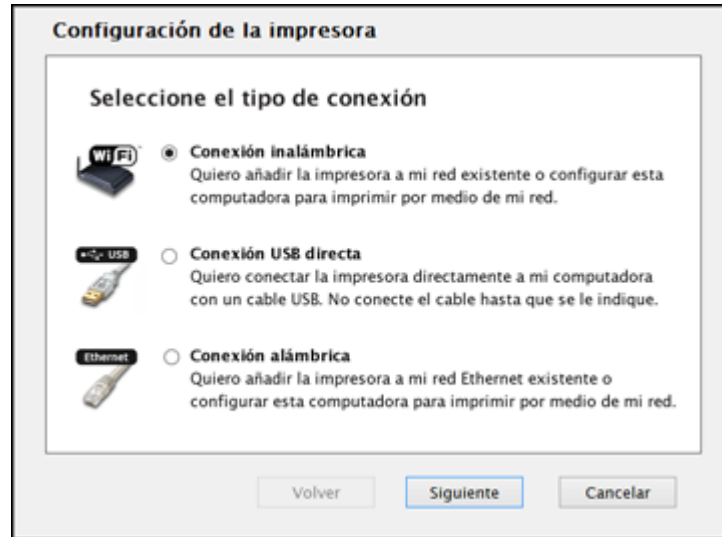 Configuración de la impresora
Seleccione el tipo de conexión
Wi Fi
Conexión inalámbrica
Quiero añadir la impresora a mi red existente o configurar esta
computadora para imprimir por medio de mi red.
USB
Conexión USB directa
Quiero conectar la impresora directamente a mi computadora
con un cable USB. No conecte el cable hasta que se le indique.
Ethernet
Conexión alámbrica
Quiero añadir la impresora a mi red Ethernet existente o
configurar esta computadora para imprimir por medio de mi red.
Volver
Siguiente
Cancelar